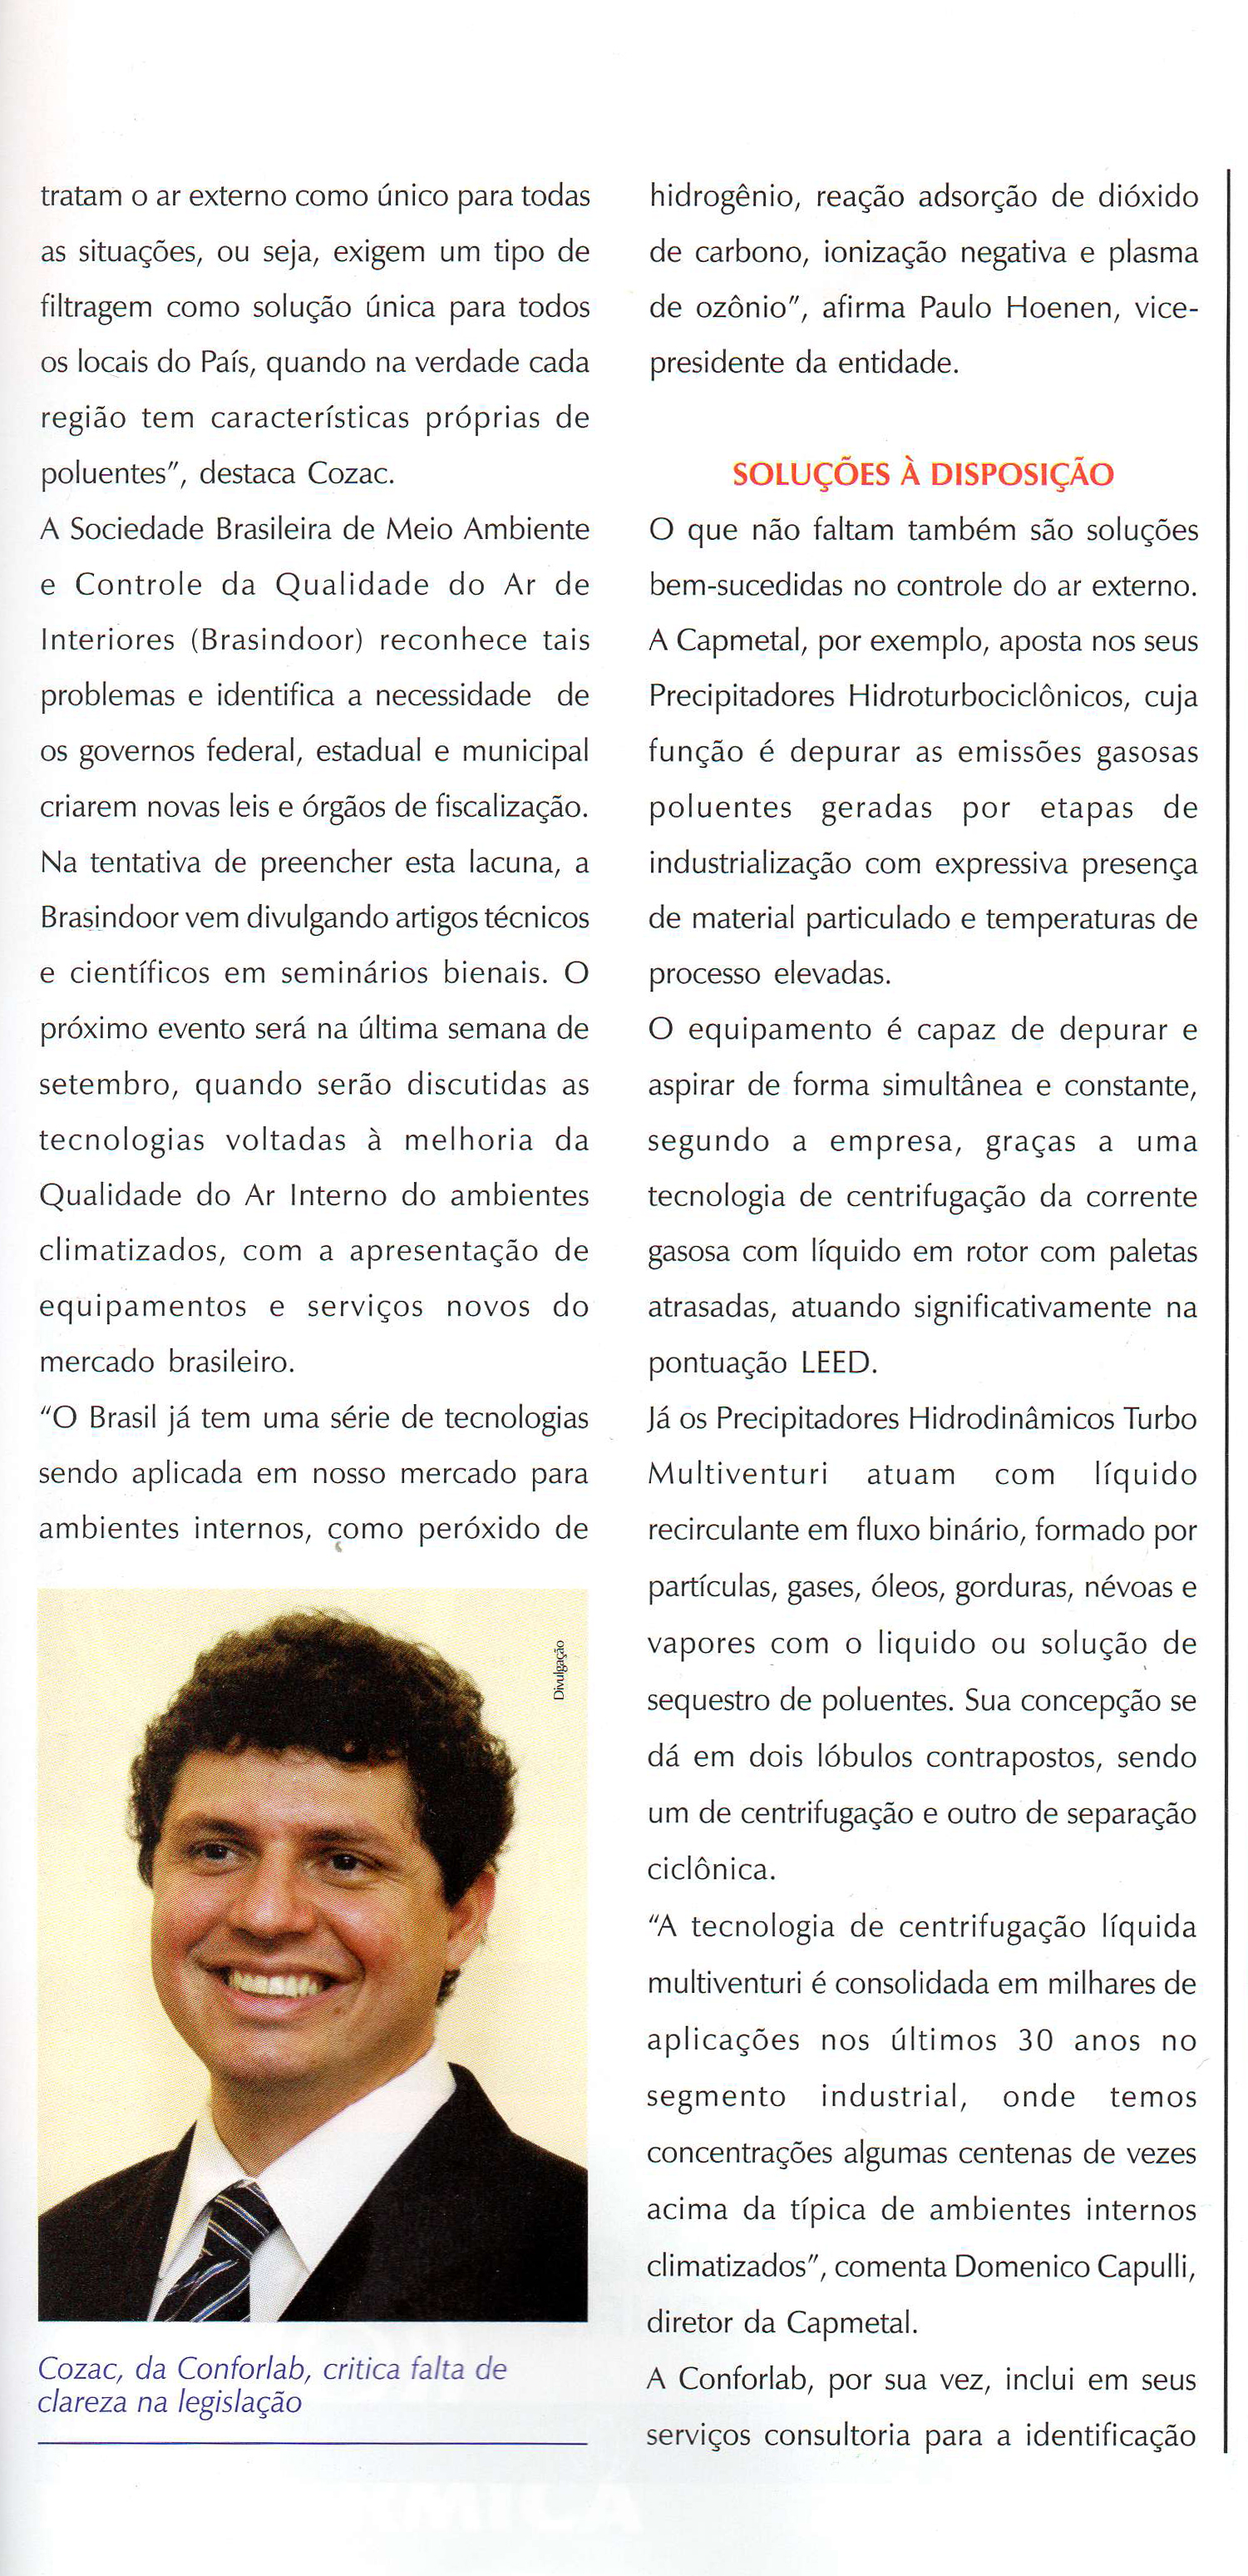 tratam o ar externo como único para todas
as situações, ou seja, exigem um tipo de
filtragem como solução única para todos
os locais do País, quando na verdade cada
região tem características próprias de
poluentes”, destaca Cozac.
A Sociedade Brasileira de Meio Ambiente
e Controle da Qualidade do Ar de
Interiores (Brasindoor) reconhece tais
problemas e identifica a necessidade de
os governos federal, estadual e municipal
criarem novas leis e órgãos de fiscalização.
Na tentativa de preencher esta lacuna, a
Brasindoor vem divulgando artigos técnicos
e científicos em seminários bienais. O
próximo evento será na última semana de
setembro, quando serão discutidas as
tecnologias voltadas à melhoria da
Qualidade do Ar Interno do ambientes
climatizados, com a apresentação de
equipamentos e serviços novos do
mercado brasileiro.
“O Brasil já tem uma série de tecnologias
sendo aplicada em nosso mercado para
ambientes internos, como peróxido de
Divulgação
Cozac, da Conforlab, critica falta de
clareza na legislação
hidrogênio, reação adsorção de dióxido
de carbono, ionização negativa e plasma
de ozônio”, afirma Paulo Hoenen, vice-
presidente da entidade.
SOLUÇÕES À DISPOSIÇÃO
O que não faltam também são soluções
bem-sucedidas no controle do ar externo.
A Capmetal, por exemplo, aposta nos seus
Precipitadores Hidroturbociclônicos, cuja
função é depurar as emissões gasosas
poluentes geradas por etapas de
industrialização com expressiva presença
de material particulado e temperaturas de
processo elevadas.
O equipamento é capaz de depurar e
aspirar de forma simultânea e constante,
segundo a empresa, graças a uma
tecnologia de centrifugação da corrente
gasosa com líquido em rotor com paletas
atrasadas, atuando significativamente na
pontuação LEED.
Já os Precipitadores Hidrodinâmicos Turbo
Multiventuri atuam com líquido
recirculante em fluxo binário, formado por
partículas, gases, óleos, gorduras, névoas e
vapores com o liquido ou solução de
sequestro de poluentes. Sua concepção se
dá em dois lóbulos contrapostos, sendo
um de centrifugação e outro de separação
ciclônica.
“A tecnologia de centrifugação líquida
multiventuri é consolidada em milhares de
aplicações nos últimos 30 anos no
segmento industrial, onde temos
concentrações algumas centenas de vezes
acima da típica de ambientes internos
climatizados”, comenta Domenico Capulli,
diretor da Capmetal.
A Conforlab, por sua vez, inclui em seus
serviços consultoria para a identificação